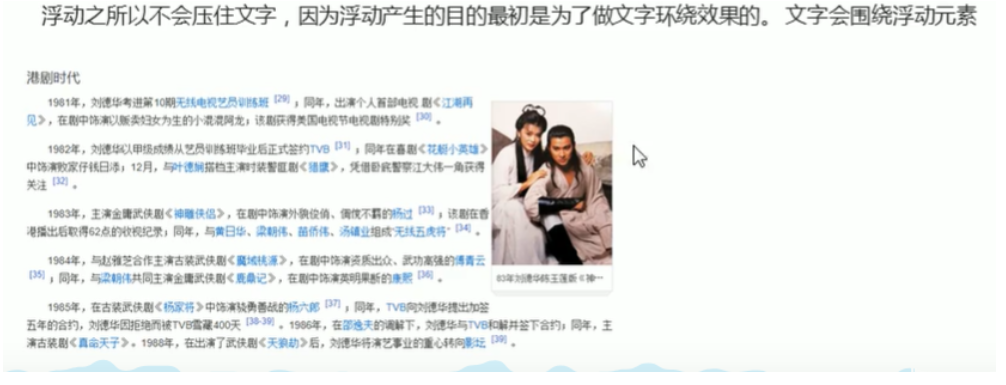 浮动之所以不会压住文字，因为浮动产生的目的最初是为了做文字环绕效果的。 文字会围绕浮动元素
港剧时代
1981年，刘德华考进第10期无线电视艺员训练班 [29] ；同年，出演个人首部电视 剧《江湖再
见》，在剧中饰演以贩卖妇女为生的小混混阿龙；该剧获得美国电视节电视剧特别奖 [30] 。
1982年，刘德华以甲级成绩从艺员训练班毕业后正式签约TVB [31] ；同年在喜剧《花艇小英雄》
中饰演败家仔钱日添；12月，与叶德娴搭档主演时装警匪剧《猎鹰》，凭借卧底警察江大伟一角获得
关注 [32] 。
1983年，主演金庸武侠剧《神雕侠侣》，在剧中饰演外貌俊俏、倜傥不羁的杨过 [33] ；该剧在香
港播出后取得62点的收视纪录；同年，与黄日华、梁朝伟、苗侨伟、汤镇业组成"无线五虎将" [34] 。
1984年，与赵雅芝合作主演古装武侠剧《魔域桃源》，在剧中饰演资质出众、武功高强的傅青云
[35] ；同年，与梁朝伟共同主演金庸武侠剧《鹿鼎记》，在剧中饰演英明果断的康熙 [36] 。
83年刘德华陈玉莲版《神…
1985年，在古装武侠剧《杨家将》中饰演骁勇善战的杨六郎 [37] ；同年，TVB向刘德华提出加签
五年的合约，刘德华因拒绝而被TVB雪藏400天 [38-39] 。1986年，在邵逸夫的调解下，刘德华与TVB和解并签下合约；同年，主
演古装剧《真命天子》。1988年，在出演了武侠剧《天狼劫》后，刘德华将演艺事业的重心转向影坛 [39] 。